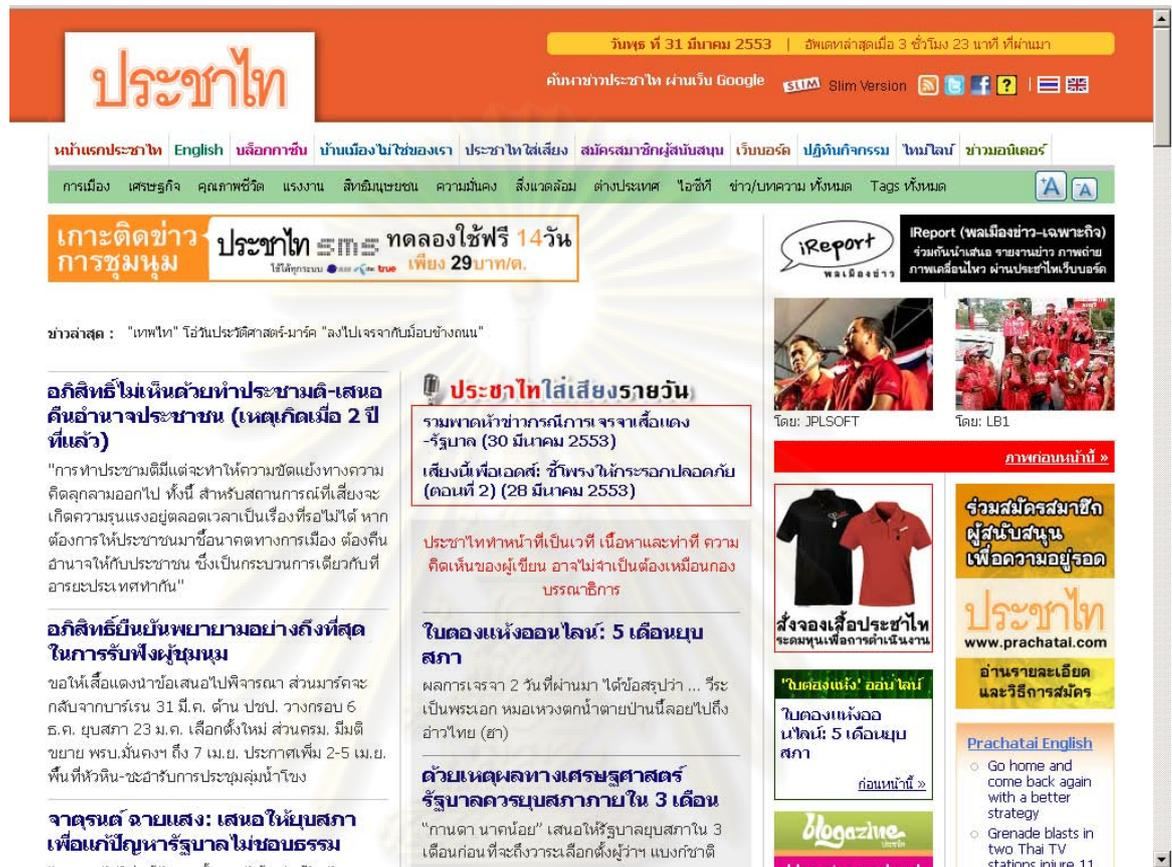 ประชาไท
วันพุธ ที่ 31 มีนาคม 2553 | อัพเดทล่าสุดเมื่อ 3 ชั่วโมง 23 นาที ที่ผ่านมา
ค้นหาข่าวประชาไท ผ่านเว็บ Google SLIM Slim Version
หน้าแรกประชาไท English บล็อกกาซีน บ้านเมืองไม่ใช่ของเรา ประชาไทใส่เสียง สมัครสมาชิกผู้สนับสนุน เว็บบอร์ด ปฏิทินกิจกรรม ไทม์ไลน์ ข่าวมอนิเตอร์
การเมือง เศรษฐกิจ คุณภาพชีวิต แรงงาน สิทธิมนุษยชน ความมั่นคง สิ่งแวดล้อม ต่างประเทศ ไอซีที ข่าว/บทความ ทั้งหมด Tags ทั้งหมด +A -A
เกาะติดข่าว
การชุมนุม
ประชาไท sms ทดลองใช้ฟรี 14วัน
ใช้ได้ทุกระบบ true เพียง 29บาท/ด.
iReport
พลเมืองข่าว
iReport (พลเมืองข่าว-เฉพาะกิจ)
ร่วมกันนำเสนอ รายงานข่าว ภาพถ่าย
ภาพเคลื่อนไหว ผ่านประชาไทเว็บบอร์ด
ข่าวล่าสุด : "เทพไท" โอ่วันประวัติศาสตร์-มาร์ค "ลงไปเจรจากับม็อบข้างถนน"
อภิสิทธิ์ไม่เห็นด้วยทำประชามติ-เสนอ
คืนอำนาจประชาชน (เหตุเกิดเมื่อ 2 ปี
ที่แล้ว)
"การทำประชามติมีแต่จะทำให้ความขัดแย้งทางความ
คิดลุกลามออกไป ทั้งนี้ สำหรับสถานการณ์ที่เสี่ยงจะ
เกิดความรุนแรงอยู่ตลอดเวลาเป็นเรื่องที่รอไม่ได้ หาก
ต้องการให้ประชาชนมาชี้อนาคตทางการเมือง ต้องคืน
อำนาจให้กับประชาชน ซึ่งเป็นกระบวนการเดียวกับที่
อารยะประเทศทำกัน"
อภิสิทธิ์ยืนยันพยายามอย่างถึงที่สุด
ในการรับฟังผู้ชุมนุม
ขอให้เสื้อแดงนำข้อเสนอไปพิจารณา ส่วนมาร์คจะ
กลับจากบาร์เรน 31 มี.ค. ด้าน ปชป. วางกรอบ 6
ธ.ค. ยุบสภา 23 ม.ค. เลือกตั้งใหม่ ส่วนครม. มีมติ
ขยาย พรบ.มั่นคงฯ ถึง 7 เม.ย. ประกาศเพิ่ม 2-5 เม.ย.
พื้นที่หัวหิน-ชะอำรับการประชุมลุ่มน้ำโขง
จาตุรนต์ ฉายแสง: เสนอให้ยุบสภา
เพื่อแก้ปัญหารัฐบาลไม่ชอบธรรม
ประชาไทใส่เสียงรายวัน
รวมพาดหัวข่าวกรณีการเจรจาเสื้อแดง
-รัฐบาล (30 มีนาคม 2553)
เสียงนี้เพื่อเอดส์: ชี้โพรงให้กระรอกปลอดภัย
(ตอนที่ 2) (28 มีนาคม 2553)
ประชาไททำหน้าที่เป็นเวที เนื้อหาและท่าที ความ
คิดเห็นของผู้เขียน อาจไม่จำเป็นต้องเหมือนกอง
บรรณาธิการ
ใบตองแห้งออนไลน์: 5 เดือนยุบ
สภา
ผลการเจรจา 2 วันที่ผ่านมา ได้ข้อสรุปว่า ... วีระ
เป็นพระเอก หมอเหวงตกน้ำตายป่านนี้ลอยไปถึง
อ่าวไทย (ฮา)
ด้วยเหตุผลทางเศรษฐศาสตร์
รัฐบาลควรยุบสภาภายใน 3 เดือน
"กานดา นาคน้อย" เสนอให้รัฐบาลยุบสภาใน 3
เดือนก่อนที่จะถึงวาระเลือกตั้งผู้ว่าฯ แบงก์ชาติ
โดย: JPLSOFT
โดย: LB1
ภาพก่อนหน้านี้ »
สั่งจองเสื้อประชาไท
ระดมทุนเพื่อการดำเนินงาน
'ใบต่องแห้ง' ออนไลน์
ใบตองแห้งออ
นไลน์: 5 เดือนยุบ
สภา
ก่อนหน้านี้ »
blogazine
ประชาไท
ร่วมสมัครสมาชิก
ผู้สนับสนุน
เพื่อความอยู่รอด
ประชาไท
www.prachatai.com
อ่านรายละเอียด
และวิธีการสมัคร
Prachatai English
Go home and
come back again
with a better
strategy
Grenade blasts in
two Thai TV
stations injure 11